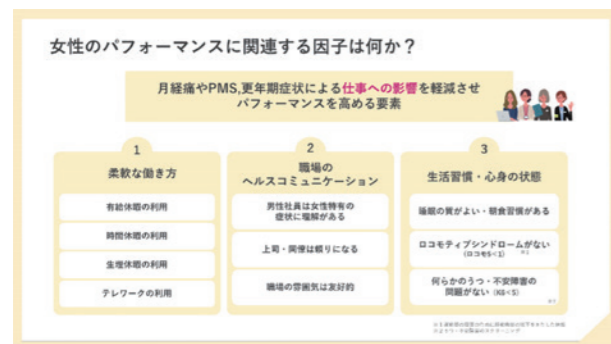 女性のパフォーマンスに関連する因子は何か？
月経痛やPMS,更年期症状による仕事への影響を軽減させ
パフォーマンスを高める要素
1
柔軟な働き方
有給休暇の利用
時間休暇の利用
生理休暇の利用
テレワークの利用
2
職場の
ヘルスコミュニケーション
男性社員は女性特有の
症状に理解がある
上司・同僚は頼りになる
職場の雰囲気は友好的
3
生活習慣・心身の状態
睡眠の質がよい・朝食習慣がある
ロコモティブシンドロームがない
(ロコモ5<1)
何らかのうつ・不安障害の
問題がない (K6<5)